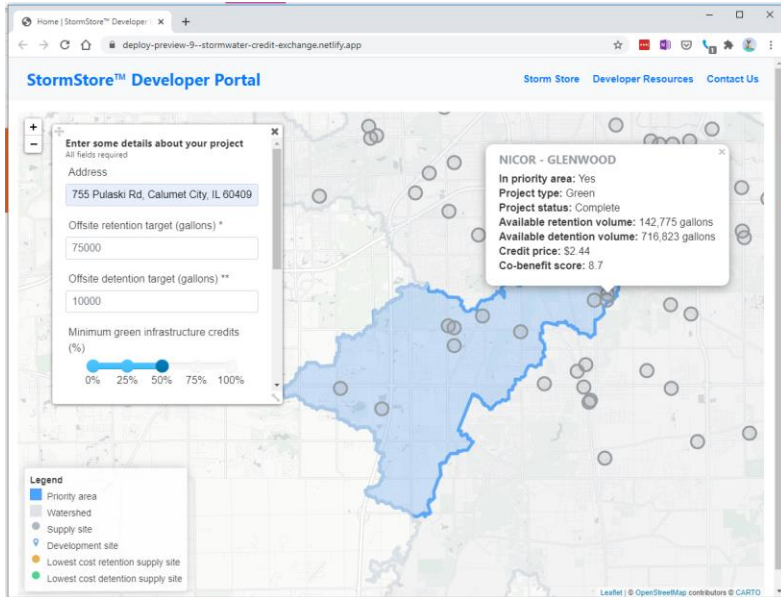 Home | StormStore™ Developer
deploy-preview-9--stormwater-credit-exchange.netlify.app
StormStore™ Developer Portal
Storm Store Developer Resources Contact Us
+
−
Enter some details about your project
All fields required
Address
755 Pulaski Rd, Calumet City, IL 60409
Offsite retention target (gallons) *
75000
Offsite detention target (gallons) **
10000
Minimum green infrastructure credits
(%)
0% 25% 50% 75% 100%
NICOR - GLENWOOD
In priority area: Yes
Project type: Green
Project status: Complete
Available retention volume: 142,775 gallons
Available detention volume: 716,823 gallons
Credit price: $2.44
Co-benefit score: 8.7
Legend
Priority area
Watershed
Supply site
Development site
Lowest cost retention supply site
Lowest cost detention supply site
Leaflet | © OpenStreetMap contributors © CARTO